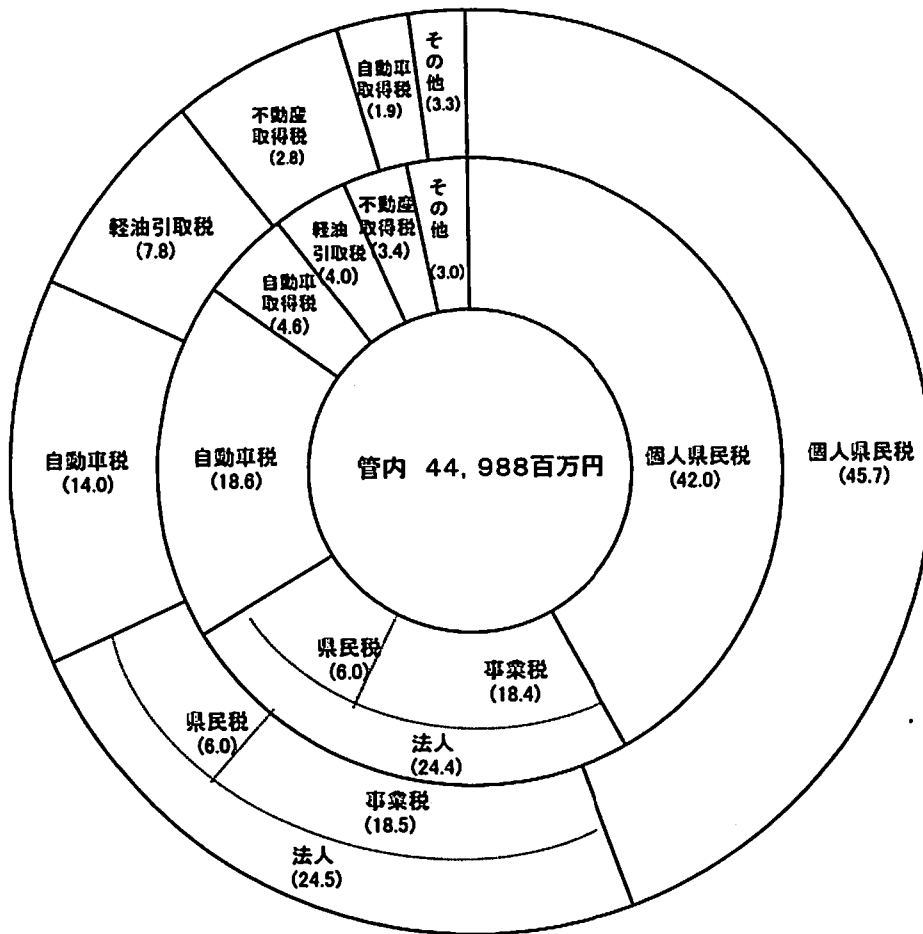 その他
(3.3)
自動車
取得税
(1.9)
不動産
取得税
(2.8)
軽油引取税
(7.8)
自動車税
(14.0)
県民税
(6.0)
事業税
(18.5)
法人
(24.5)
個人県民税
(45.7)
その他
(3.0)
不動産
取得税
(3.4)
軽油
引取税
(4.0)
自動車
取得税
(4.6)
自動車税
(18.6)
県民税
(6.0)
事業税
(18.4)
法人
(24.4)
個人県民税
(42.0)
管内 44,988百万円